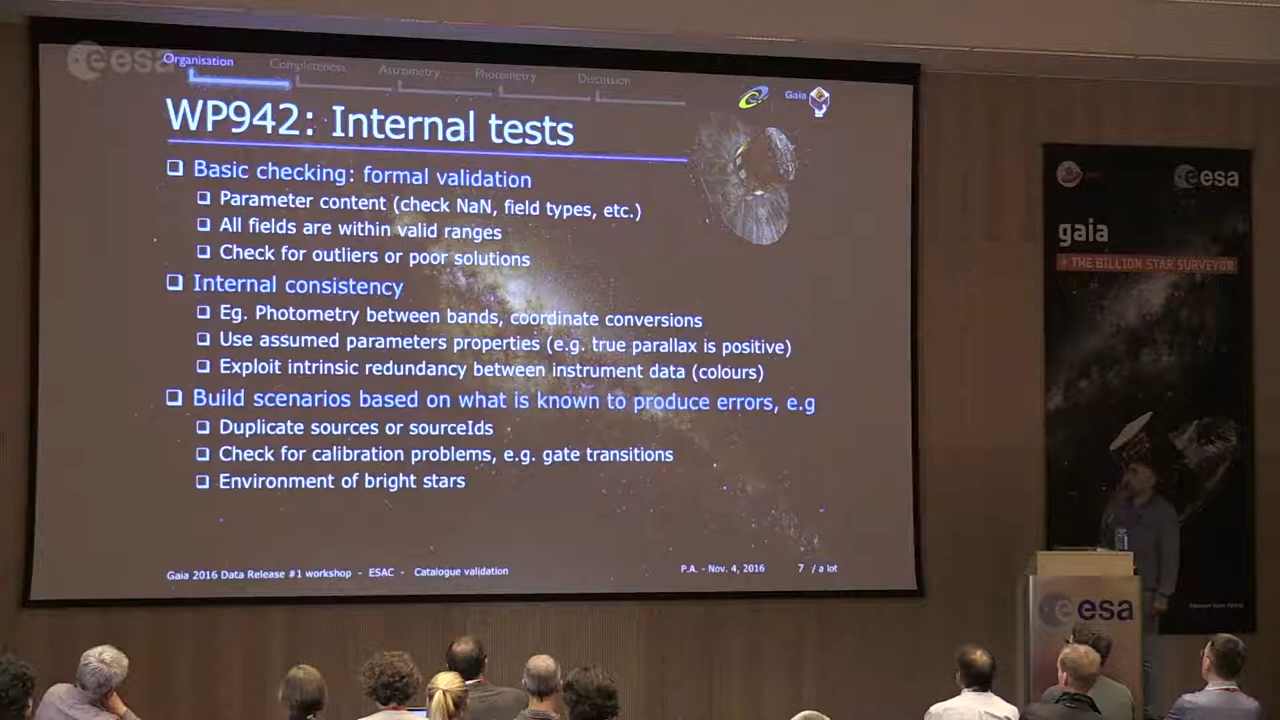 esa
Organisation
Completeness
Astrometry
Photometry
Discussion
Gaia
WP942: Internal tests
❑ Basic checking: formal validation
❑ Parameter content (check NaN, field types, etc.)
❑ All fields are within valid ranges
❑ Check for outliers or poor solutions
❑ Internal consistency
❑ Eg. Photometry between bands, coordinate conversions
❑ Use assumed parameters properties (e.g. true parallax is positive)
❑ Exploit intrinsic redundancy between instrument data (colours)
❑ Build scenarios based on what is known to produce errors, e.g
❑ Duplicate sources or sourceIds
❑ Check for calibration problems, e.g. gate transitions
❑ Environment of bright stars
Gaia 2016 Data Release #1 workshop - ESAC - Catalogue validation
P.A. - Nov. 4, 2016
7 / a lot
esa
gaia
THE BILLION STAR SURVEYOR
esa